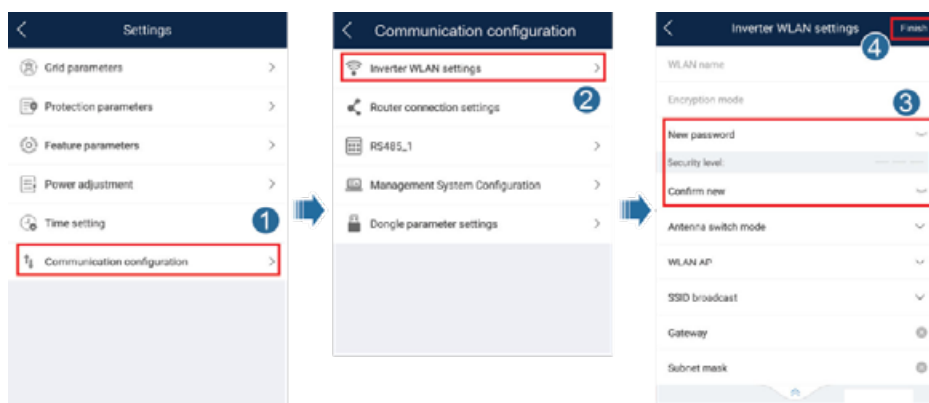 Settings
Grid parameters
Protection parameters
Feature parameters
Power adjustment
Time setting
1
Communication configuration
Communication configuration
Inverter WLAN settings
2
Router connection settings
RS485_1
Management System Configuration
Dongle parameter settings
Inverter WLAN settings
Finish
4
WLAN name
Encryption mode
3
New password
Security level:
Confirm new
Antenna switch mode
WLAN AP
SSID broadcast
Gateway
Subnet mask